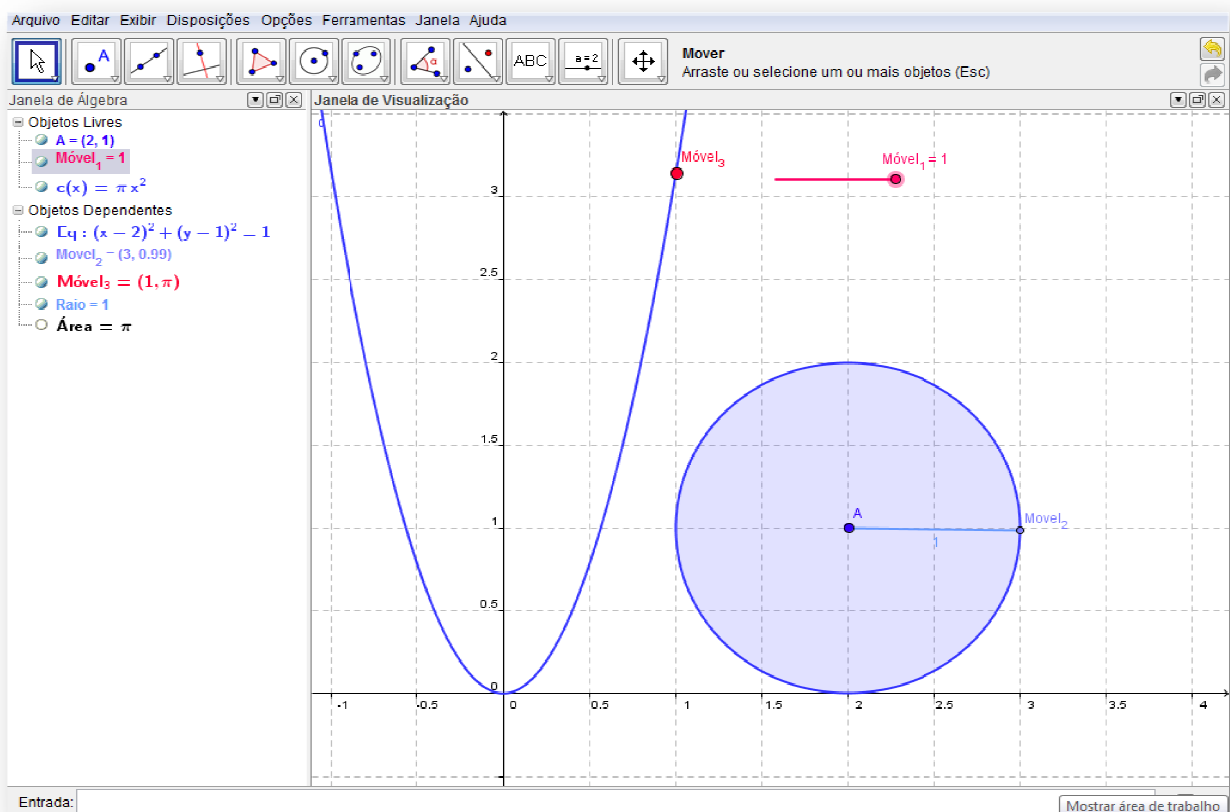 Arquivo Editar Exibir Disposições Opções Ferramentas Janela Ajuda
A
α
ABC
a=2
Mover
Arraste ou selecione um ou mais objetos (Esc)
Janela de Álgebra
Janela de Visualização
Objetos Livres
A = (2, 1)
Móvel₁ = 1
c(x) = π x²
Objetos Dependentes
Eq : (x − 2)² + (y − 1)² = 1
Movel₂ = (3, 0.99)
Móvel₃ = (1, π)
Raio = 1
Área = π
Móvel₃
Móvel₁ = 1
3
2.5
2
1.5
1
0.5
0
A
1
Movel₂
-1 -0.5 0 0.5 1 1.5 2 2.5 3 3.5 4
Entrada:
Mostrar área de trabalho